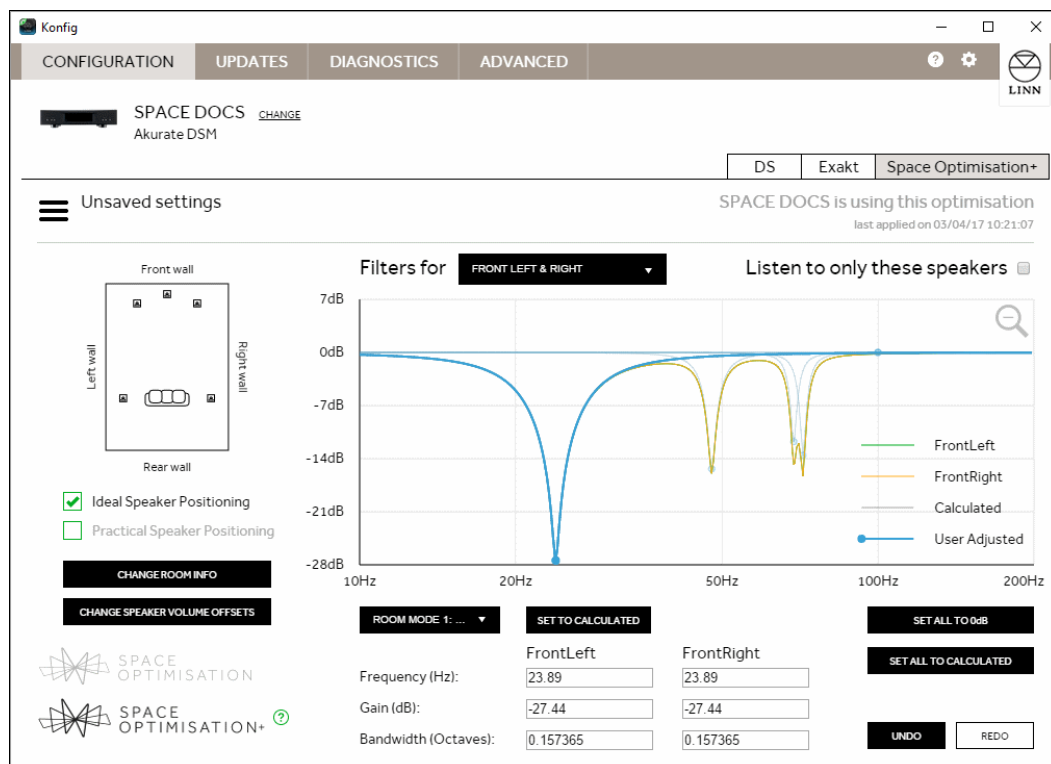 Konfig
CONFIGURATION UPDATES DIAGNOSTICS ADVANCED
?
LINN
SPACE DOCS CHANGE
Akurate DSM
DS Exakt Space Optimisation+
Unsaved settings
SPACE DOCS is using this optimisation
last applied on 03/04/17 10:21:07
Front wall
Left wall
Right wall
Rear wall
Ideal Speaker Positioning
Practical Speaker Positioning
CHANGE ROOM INFO
CHANGE SPEAKER VOLUME OFFSETS
SPACE
OPTIMISATION
SPACE
OPTIMISATION+ ?
Filters for FRONT LEFT & RIGHT
Listen to only these speakers
7dB
0dB
-7dB
-14dB
-21dB
-28dB
10Hz 20Hz 50Hz 100Hz 200Hz
FrontLeft
FrontRight
Calculated
User Adjusted
ROOM MODE 1: ... SET TO CALCULATED
SET ALL TO 0dB
SET ALL TO CALCULATED
FrontLeft FrontRight
Frequency (Hz): 23.89 23.89
Gain (dB): -27.44 -27.44
Bandwidth (Octaves): 0.157365 0.157365
UNDO REDO